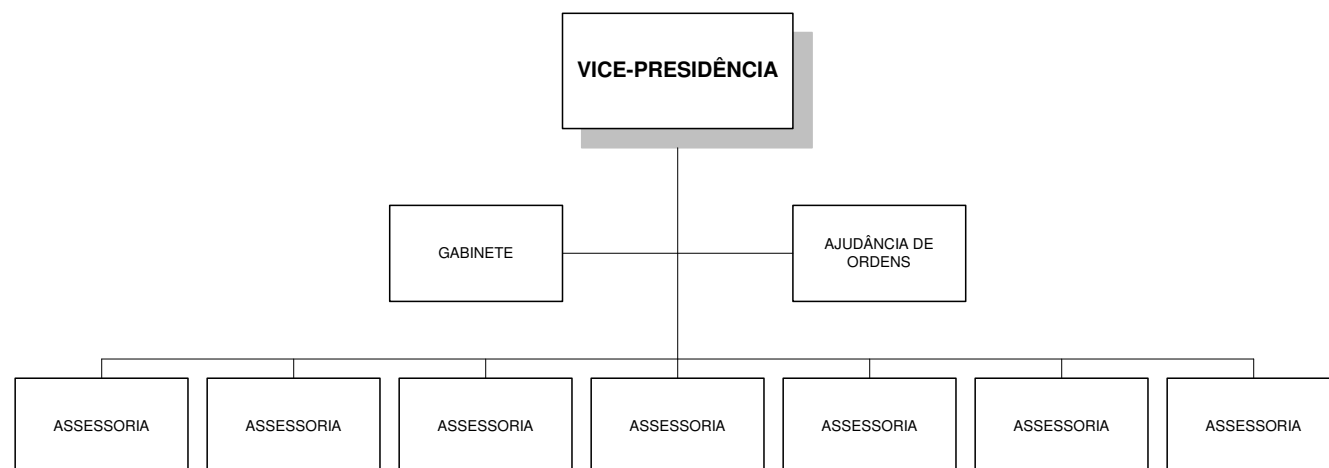 VICE-PRESIDÊNCIA
GABINETE
AJUDÂNCIA DE
ORDENS
ASSESSORIA
ASSESSORIA
ASSESSORIA
ASSESSORIA
ASSESSORIA
ASSESSORIA
ASSESSORIA